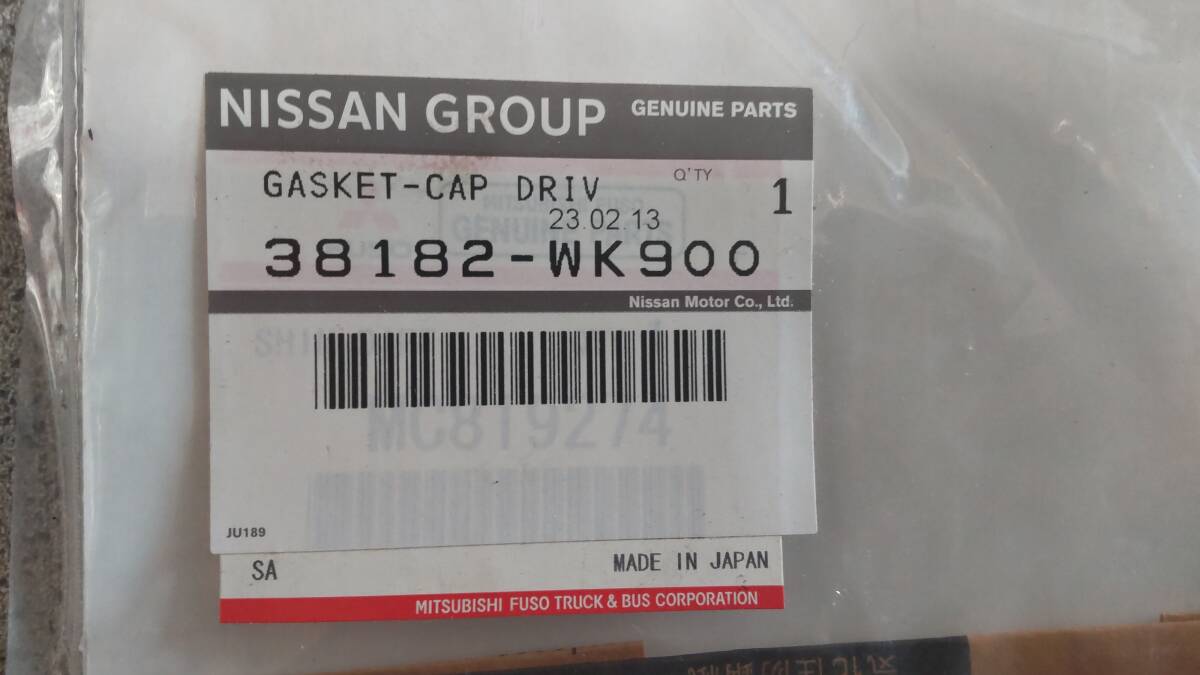 NISSAN GROUP GENUINE PARTS
GASKET-CAP DRIV Q'TY 1
23.02.13
38182-WK900
Nissan Motor Co., Ltd.
MC819274
JU189
SA MADE IN JAPAN
MITSUBISHI FUSO TRUCK & BUS CORPORATION